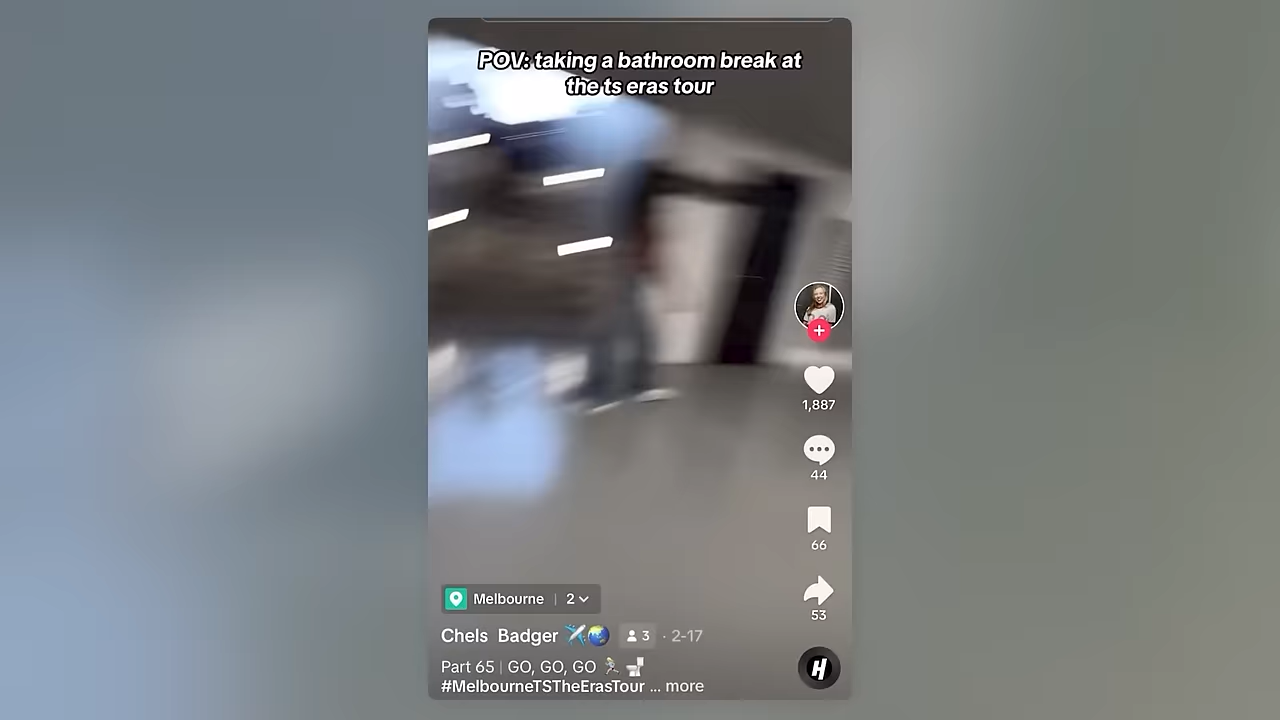 POV: taking a bathroom break at
the ts eras tour
1,887
44
66
53
Melbourne | 2
Chels Badger ✈️🌏 3 · 2-17
Part 65 | GO, GO, GO 🏃🏼‍♀️ 🚽
#MelbourneTSTheErasTour ... more
H